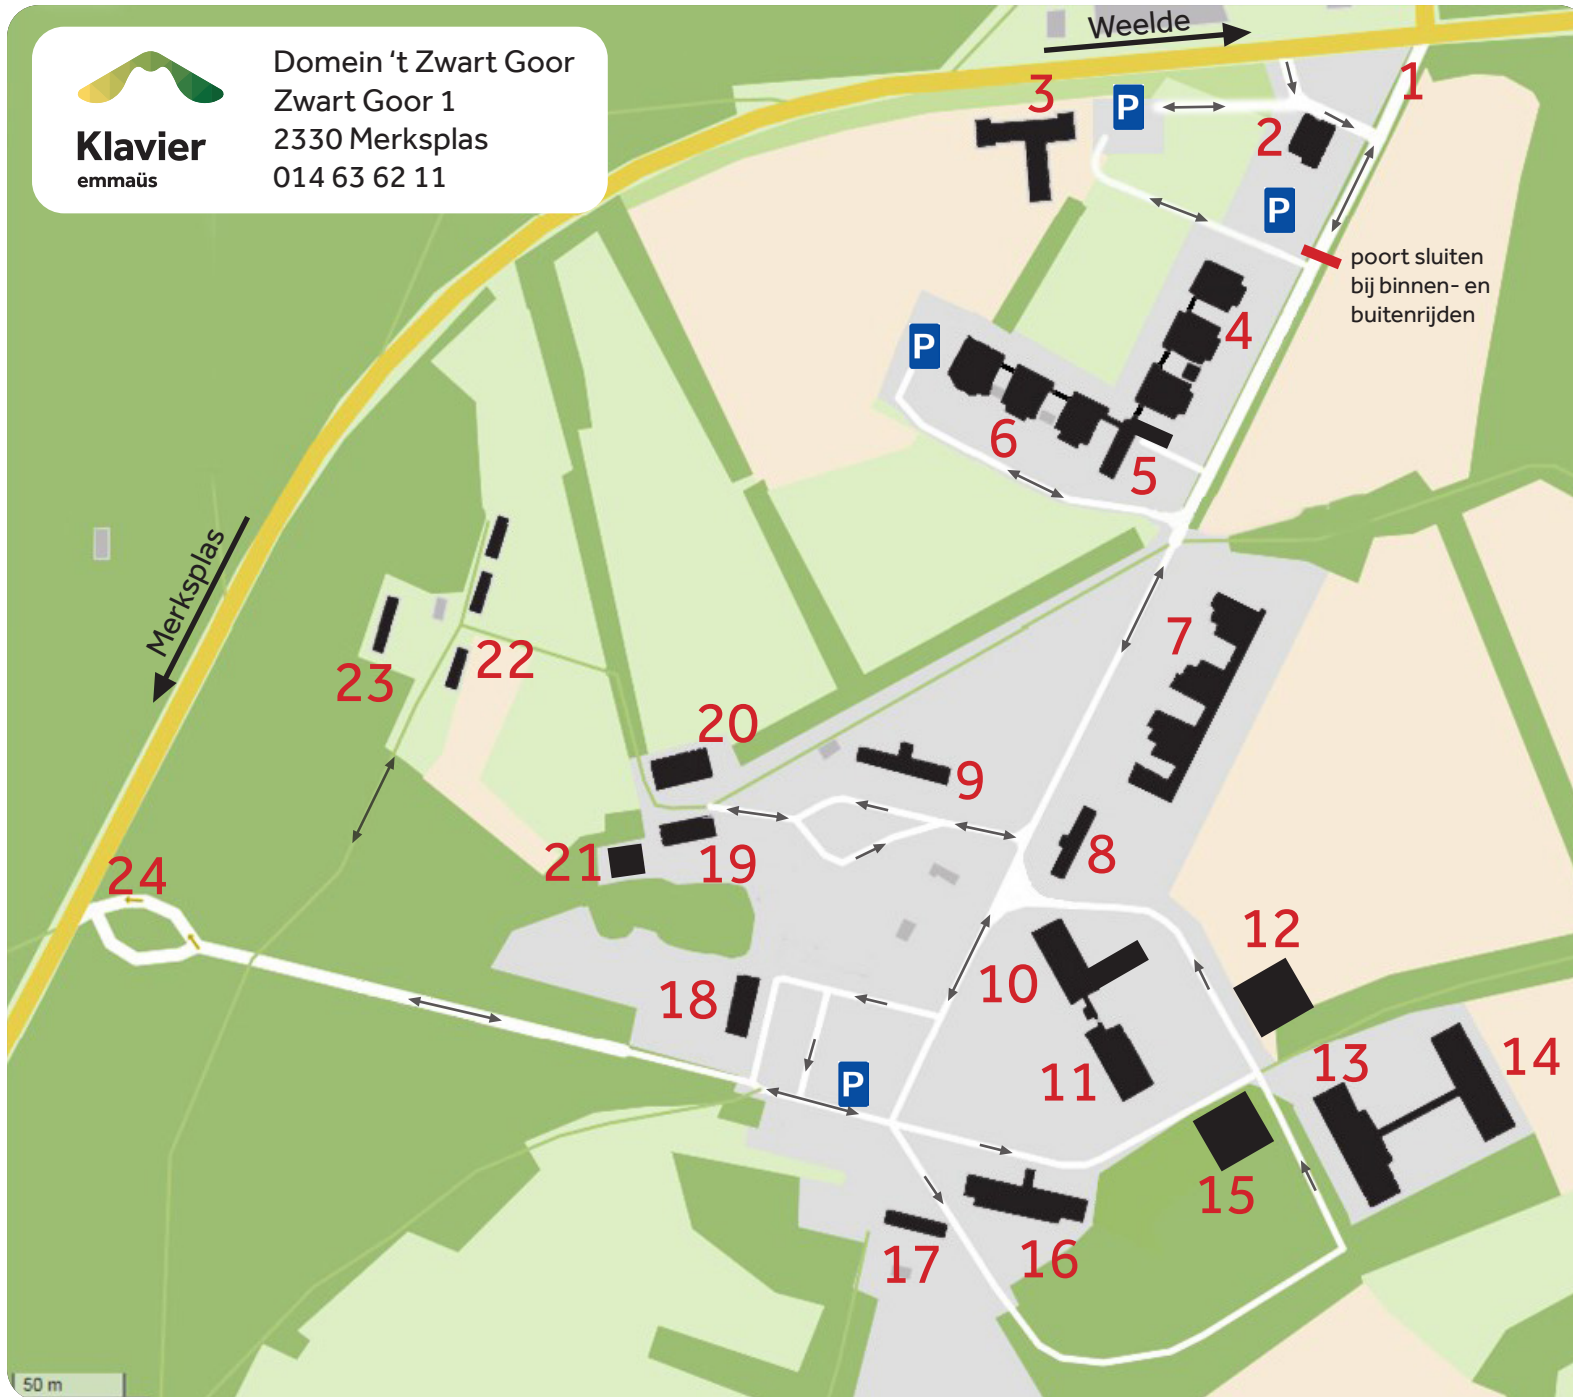 Klavier
emmaüs
Domein ‘t Zwart Goor
Zwart Goor 1
2330 Merksplas
014 63 62 11
Weelde
1
3
P
2
P
poort sluiten
bij binnen- en
buitenrijden
4
P
6
5
Merksplas
7
22
23
20
9
8
21
19
24
12
10
18
11
P
13
14
15
16
17
50 m